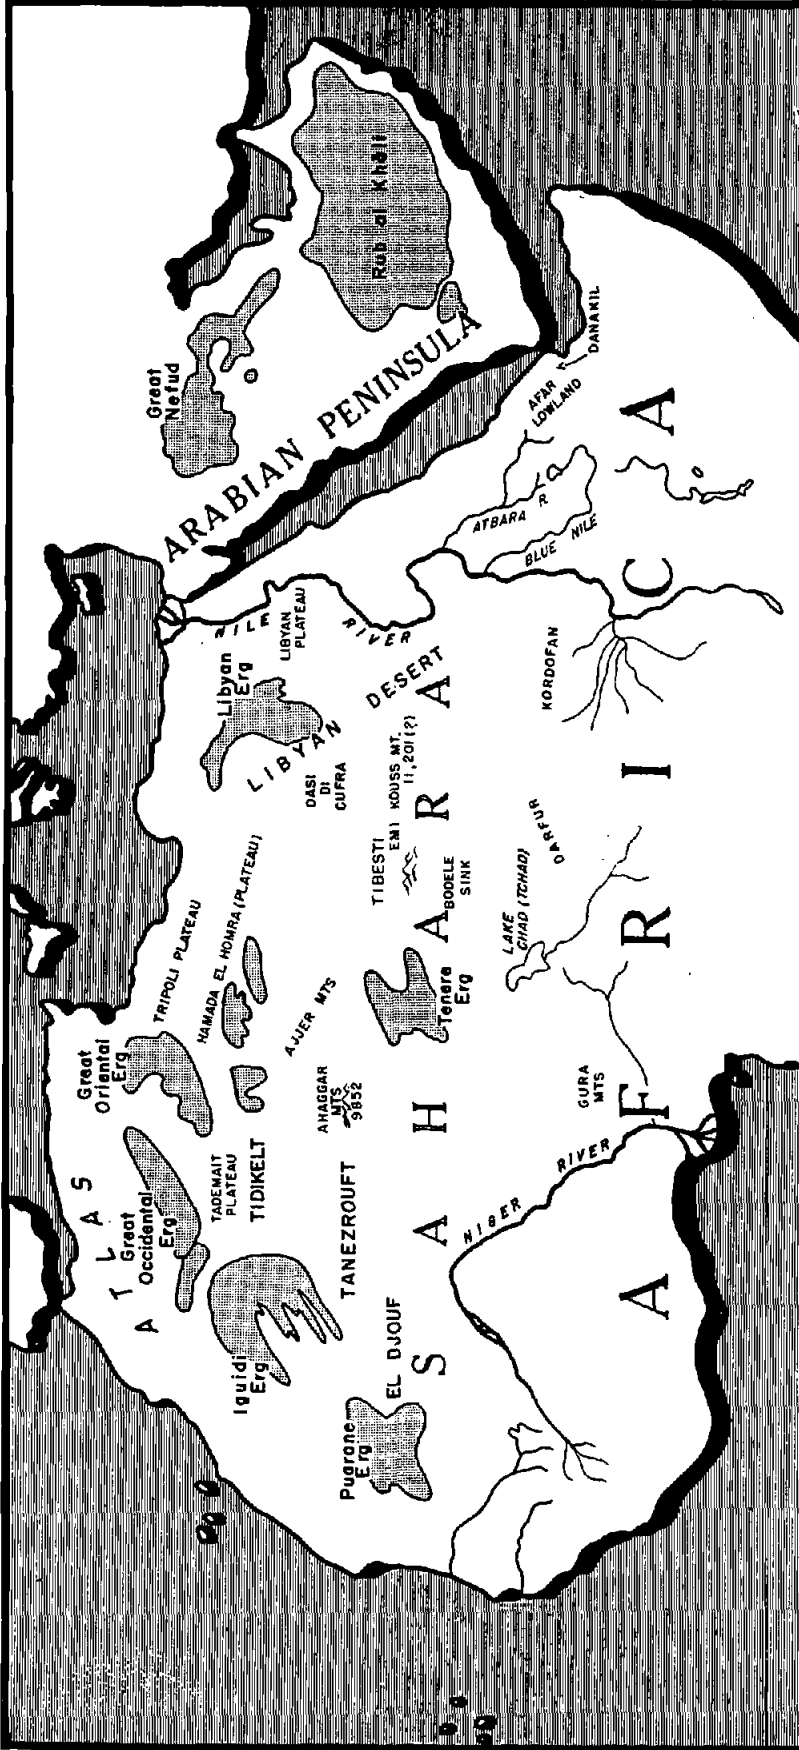 ATLAS
Great
Occidental
Erg
Great
Oriental
Erg
TRIPOLI PLATEAU
HAMADA EL HOMRA (PLATEAU)
TADEMAIT
PLATEAU
TIDIKELT
Iguidi
Erg
AJJER MTS
AHAGGAR
MTS
9852
TANEZROUFT
EL DJOUF
Puarane
Erg
SAHARA
Tenere
Erg
TIBESTI
EMI KOUSS MT.
11,201(?)
BODELE
SINK
LIBYAN DESERT
Libyan
Erg
LIBYAN
PLATEAU
DASI
DI
CUFRA
NILE RIVER
ARABIAN PENINSULA
Great
Nefud
Rub al Khali
DANAKIL
AFAR
LOWLAND
ATBARA R.
BLUE NILE
KORDOFAN
DARFUR
LAKE
CHAD (TCHAD)
GURA
MTS
NIGER RIVER
AFRICA